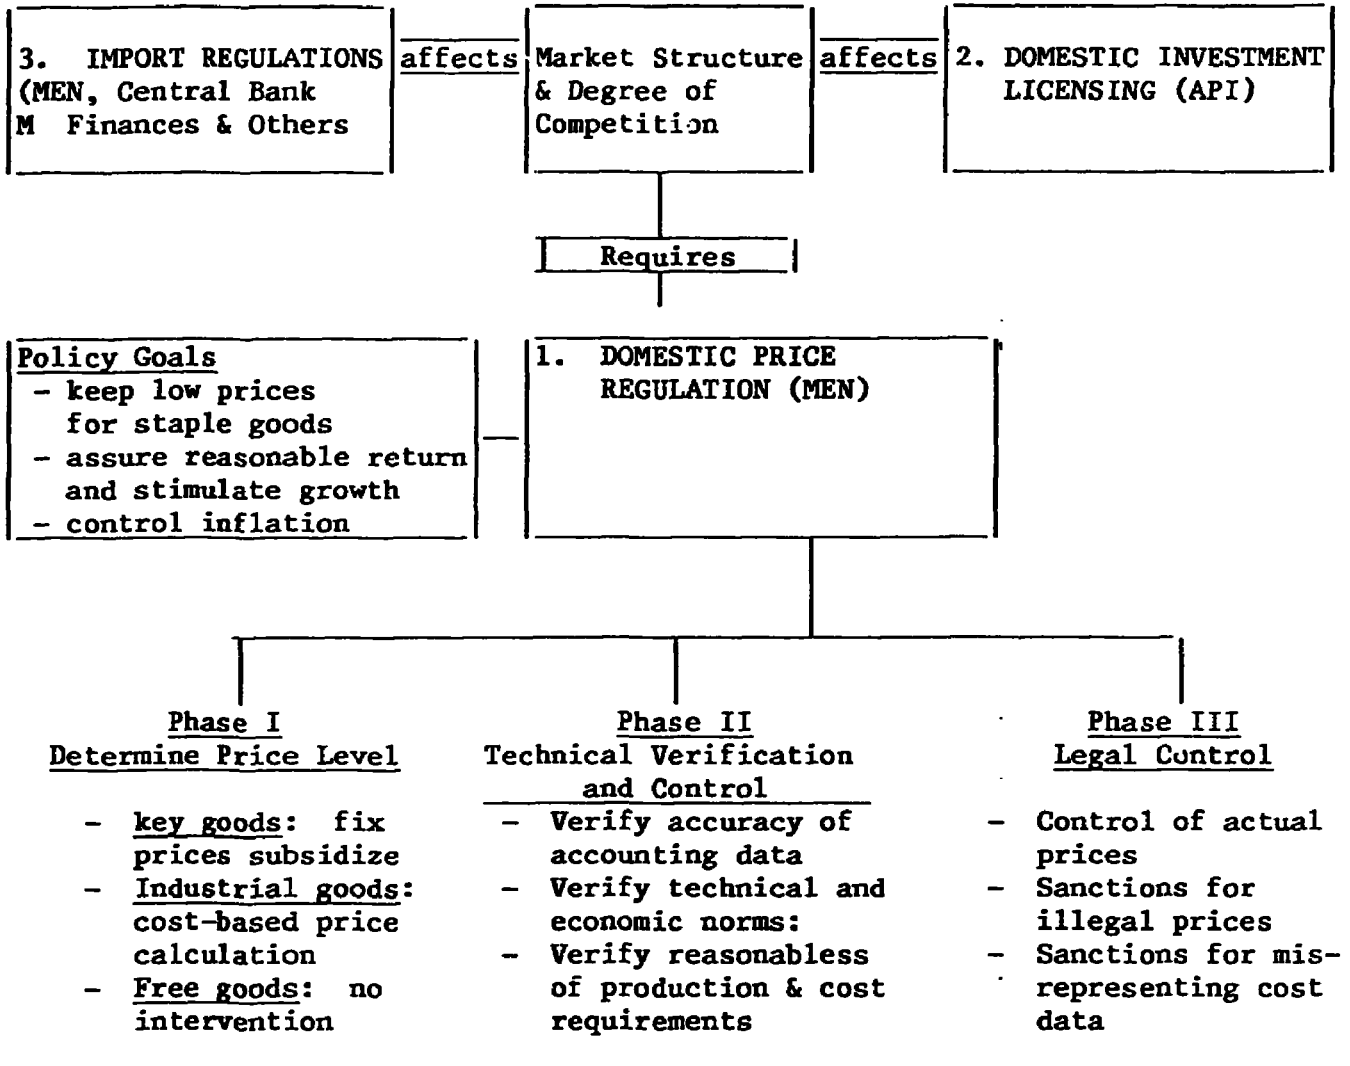 3. IMPORT REGULATIONS
(MEN, Central Bank
M Finances & Others
affects
Market Structure
& Degree of
Competition
affects
2. DOMESTIC INVESTMENT
LICENSING (API)
Requires
Policy Goals
- keep low prices
for staple goods
- assure reasonable return
and stimulate growth
- control inflation
1. DOMESTIC PRICE
REGULATION (MEN)
Phase I
Determine Price Level
- key goods: fix
prices subsidize
- Industrial goods:
cost-based price
calculation
- Free goods: no
intervention
Phase II
Technical Verification
and Control
- Verify accuracy of
accounting data
- Verify technical and
economic norms:
- Verify reasonabless
of production & cost
requirements
Phase III
Legal Control
- Control of actual
prices
- Sanctions for
illegal prices
- Sanctions for mis-
representing cost
data